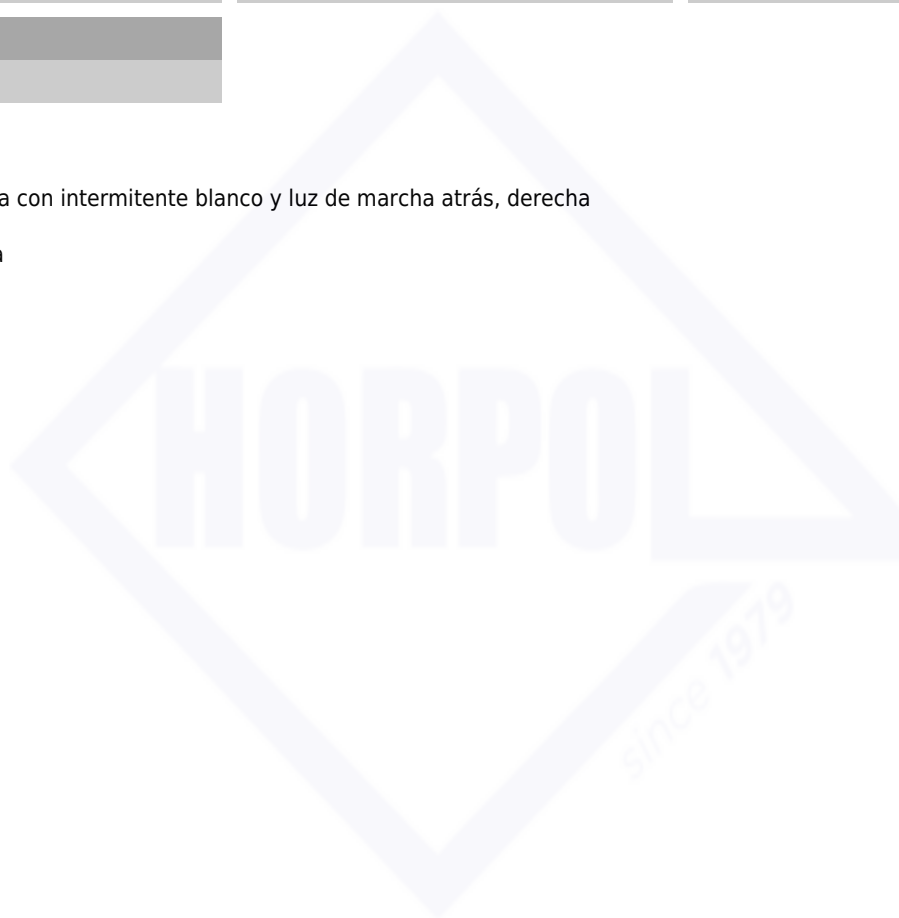 a con intermitente blanco y luz de marcha atrás, derecha
a
HORPOL
since 1979